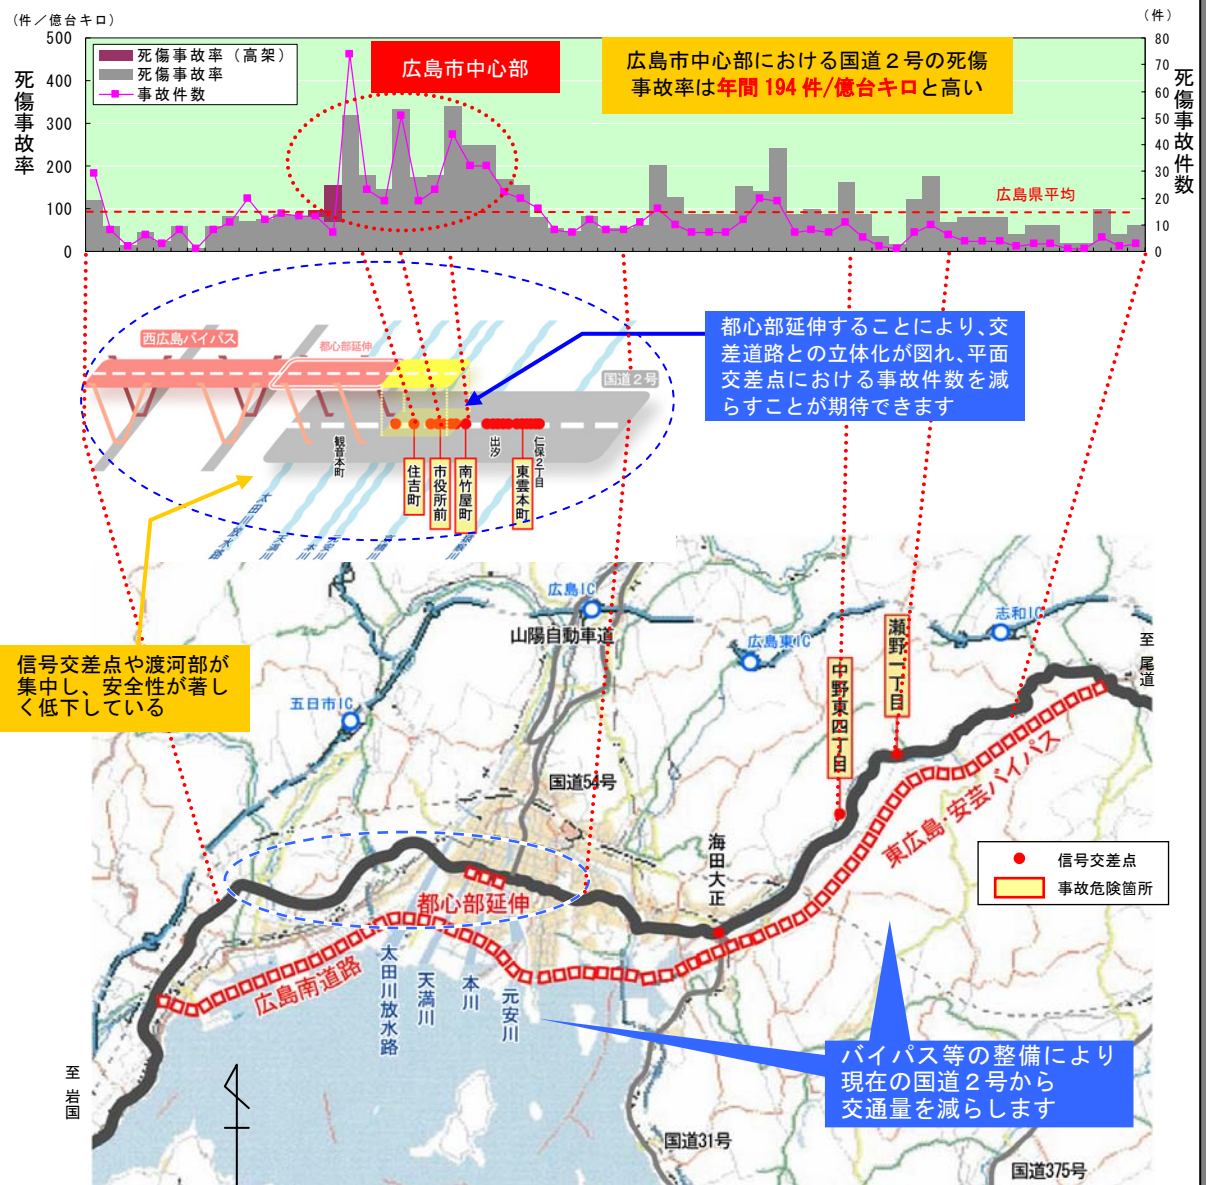 (件／億台キロ)
(件)
500
400
300
200
100
0
80
70
60
50
40
30
20
10
0
死傷事故率
死傷事故件数
死傷事故率（高架）
死傷事故率
事故件数
広島市中心部
広島市中心部における国道２号の死傷
事故率は年間 194 件/億台キロと高い
広島県平均
西広島バイパス
都心部延伸
国道２号
都心部延伸することにより、交
差道路との立体化が図れ、平面
交差点における事故件数を減
らすことが期待できます
観音本町
住吉町
市役所前
南竹屋町
出汐
東雲本町
仁保２丁目
太田川放水路
天満川
本川
元安川
信号交差点や渡河部が
集中し、安全性が著し
く低下している
広島IC
山陽自動車道
五日市IC
広島東IC
志和IC
至 尾道
瀬野一丁目
中野東四丁目
国道54号
海田大正
東広島・安芸バイパス
信号交差点
事故危険箇所
都心部延伸
広島南道路
太田川放水路
天満川
本川
元安川
バイパス等の整備により
現在の国道２号から
交通量を減らします
至 岩国
国道31号
国道375号